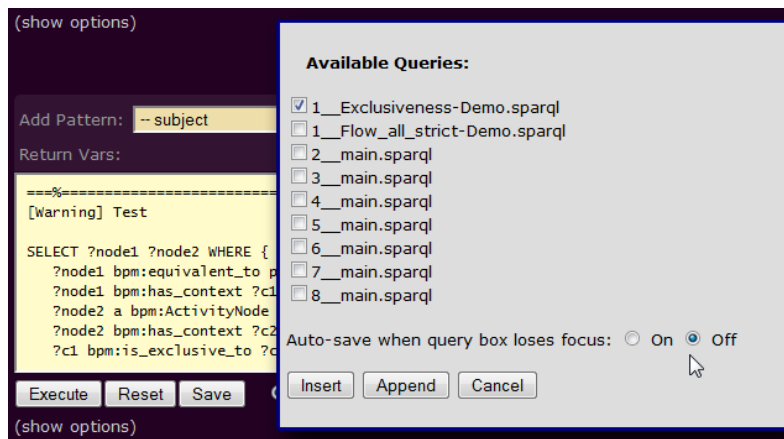 (show options)
Add Pattern: -- subject
Return Vars:
===%===========================
[Warning] Test
SELECT ?node1 ?node2 WHERE {
?node1 bpm:equivalent_to p
?node1 bpm:has_context ?c1
?node2 a bpm:ActivityNode
?node2 bpm:has_context ?c2
?c1 bpm:is_exclusive_to ?c
Execute Reset Save
(show options)
Available Queries:
1__Exclusiveness-Demo.sparql
1__Flow_all_strict-Demo.sparql
2__main.sparql
3__main.sparql
4__main.sparql
5__main.sparql
6__main.sparql
7__main.sparql
8__main.sparql
Auto-save when query box loses focus: On Off
Insert Append Cancel